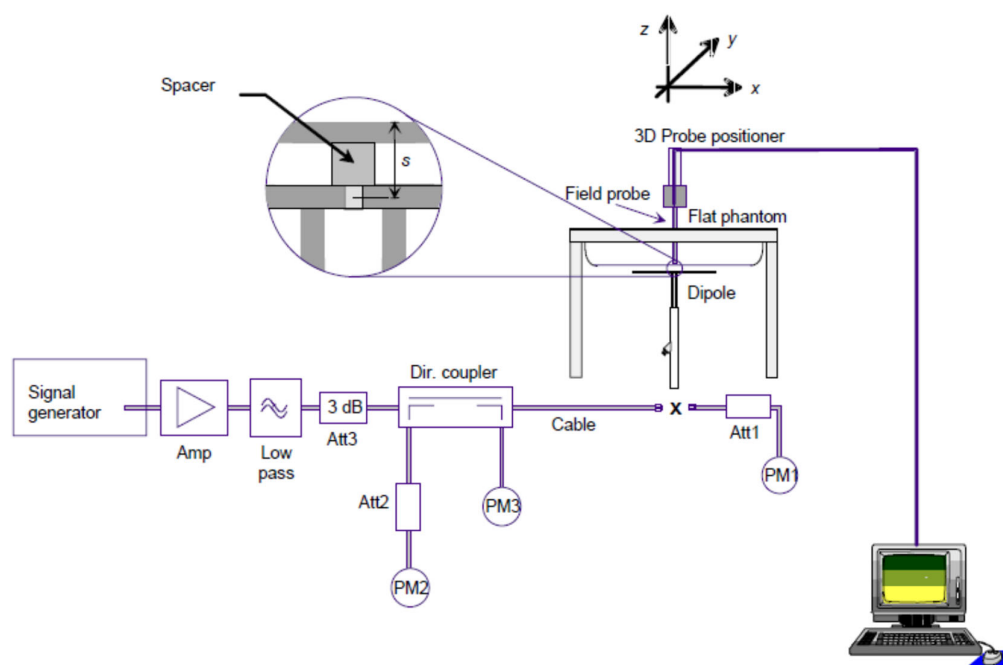 z
y
x
Spacer
s
3D Probe positioner
Field probe
Flat phantom
Dipole
Signal
generator
Amp
Low
pass
3 dB
Att3
Dir. coupler
Cable
X
Att1
PM1
Att2
PM3
PM2